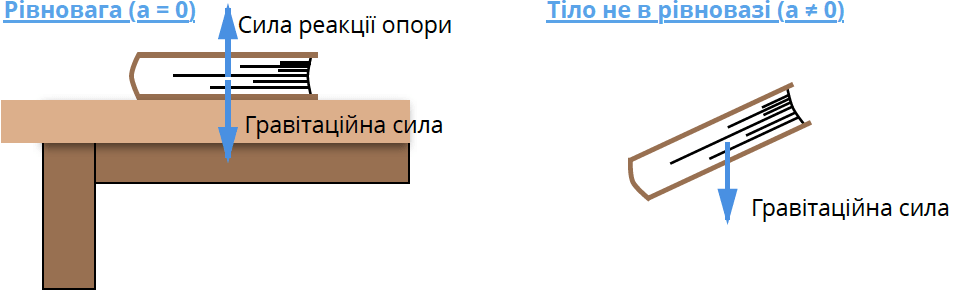 Рівновага (a = 0)
Сила реакції опори
Гравітаційна сила
Тіло не в рівновазі (a ≠ 0)
Гравітаційна сила